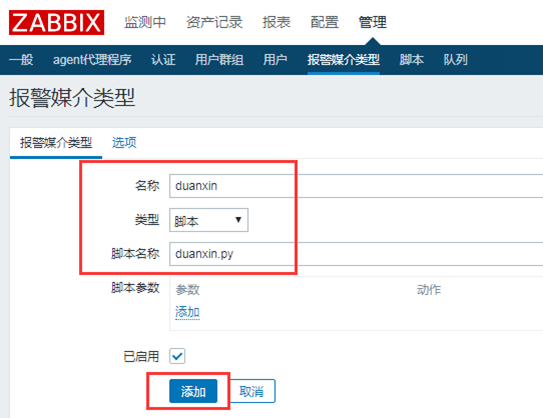 ZABBIX 监测中 资产记录 报表 配置 管理
一般 agent代理程序 认证 用户群组 用户 报警媒介类型 脚本 队列
报警媒介类型
报警媒介类型 选项
名称 duanxin
类型 脚本
脚本名称 duanxin.py
脚本参数 参数 动作
添加
已启用
添加 取消